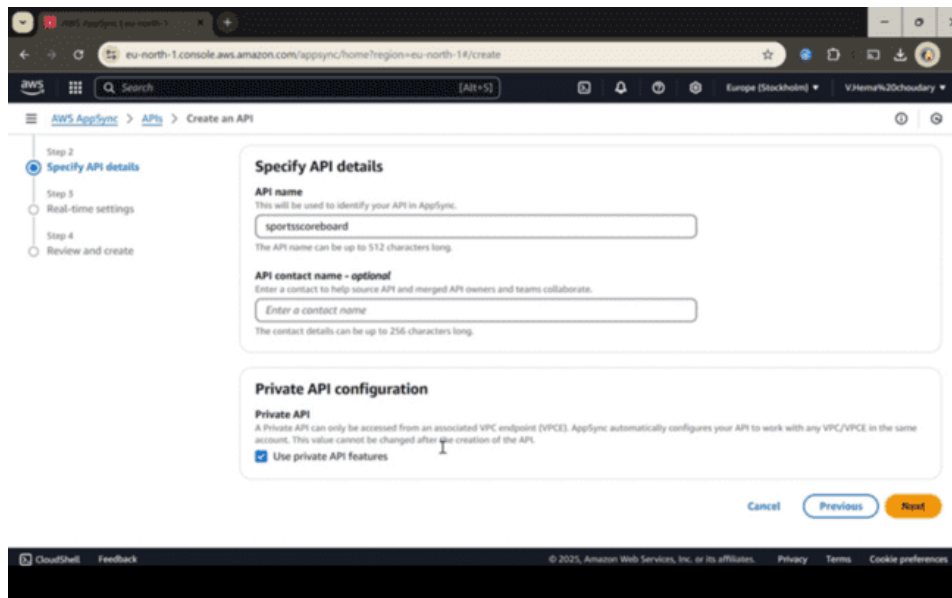 AWS AppSync | eu-north-1
eu-north-1.console.aws.amazon.com/appsync/home?region=eu-north-1#/create
aws
Search
[Alt+S]
Europe (Stockholm)
V.Hema%20choudary
AWS AppSync > APIs > Create an API
Step 2
Specify API details
Step 3
Real-time settings
Step 4
Review and create
Specify API details
API name
This will be used to identify your API in AppSync.
sportsscoreboard
The API name can be up to 512 characters long.
API contact name - optional
Enter a contact to help source API and merged API owners and teams collaborate.
Enter a contact name
The contact details can be up to 256 characters long.
Private API configuration
Private API
A Private API can only be accessed from an associated VPC endpoint (VPCE). AppSync automatically configures your API to work with any VPC/VPCE in the same
account. This value cannot be changed after the creation of the API.
Use private API features
Cancel
Previous
Next
CloudShell
Feedback
© 2025, Amazon Web Services, Inc. or its affiliates.
Privacy
Terms
Cookie preferences